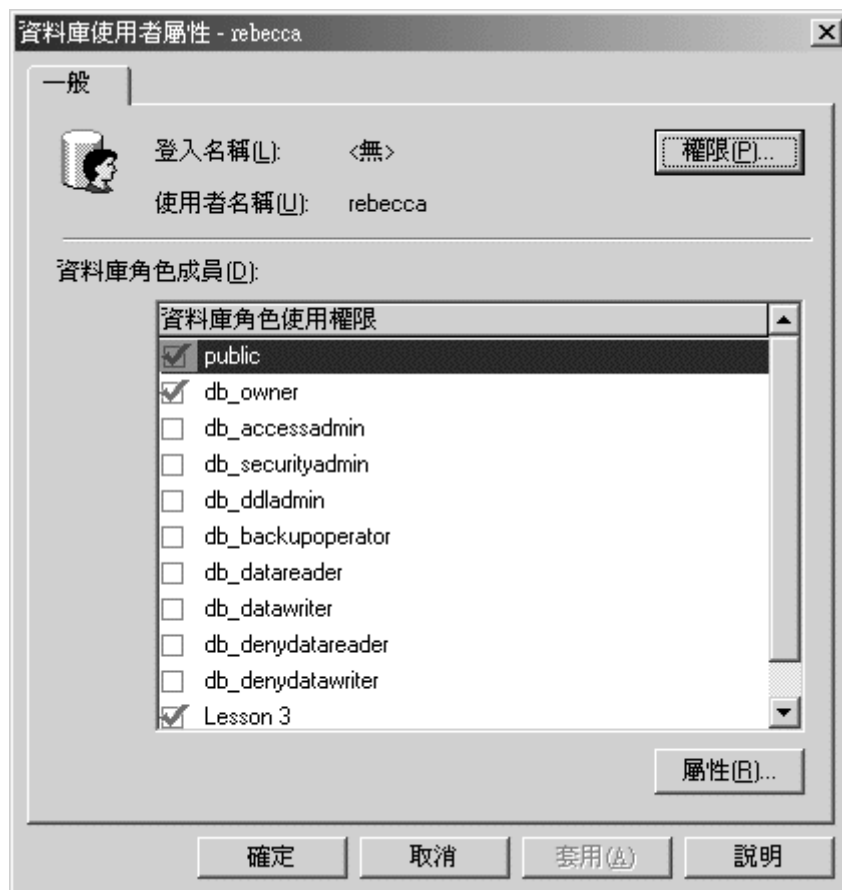 資料庫使用者屬性 - rebecca
一般
登入名稱(L): <無> 權限(P)...
使用者名稱(U): rebecca
資料庫角色成員(D):
資料庫角色使用權限
public
db_owner
db_accessadmin
db_securityadmin
db_ddladmin
db_backupoperator
db_datareader
db_datawriter
db_denydatareader
db_denydatawriter
Lesson 3
屬性(R)...
確定 取消 套用(A) 說明